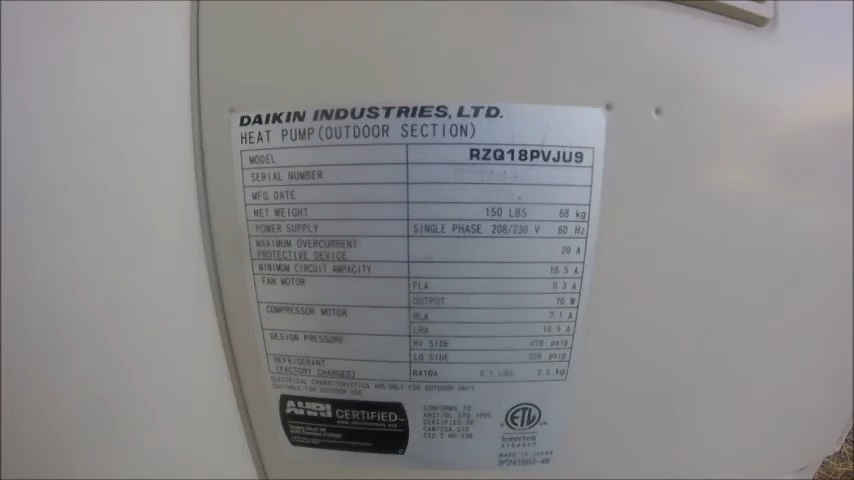 DAIKIN INDUSTRIES, LTD.
HEAT PUMP(OUTDOOR SECTION)
MODEL RZQ18PVJU9
SERIAL NUMBER
MFG.DATE
NET WEIGHT 150 LBS 68 kg
POWER SUPPLY SINGLE PHASE 208/230 V 60 Hz
MAXIMUM OVERCURRENT
PROTECTIVE DEVICE 20 A
MINIMUM CIRCUIT AMPACITY 16.5 A
FAN MOTOR FLA 0.3 A
OUTPUT 70 W
COMPRESSOR MOTOR RLA 7.1 A
LRA A
DESIGN PRESSURE HI SIDE psig
LO SIDE 320 psig
REFRIGERANT
(FACTORY CHARGED) R410A 5.1 LBS 2.3 kg
ELECTRICAL CHARACTERISTICS ARE ONLY FOR OUTDOOR UNIT
SUITABLE FOR OUTDOOR USE
AHRI CERTIFIED
www.ahridirectory.org
CONFORMS TO
ANSI/UL STD 1995
CERTIFIED TO
CAN/CSA STD
C22.2 NO.236
ETL
Intertek
MADE IN JAPAN
3P241662-4B